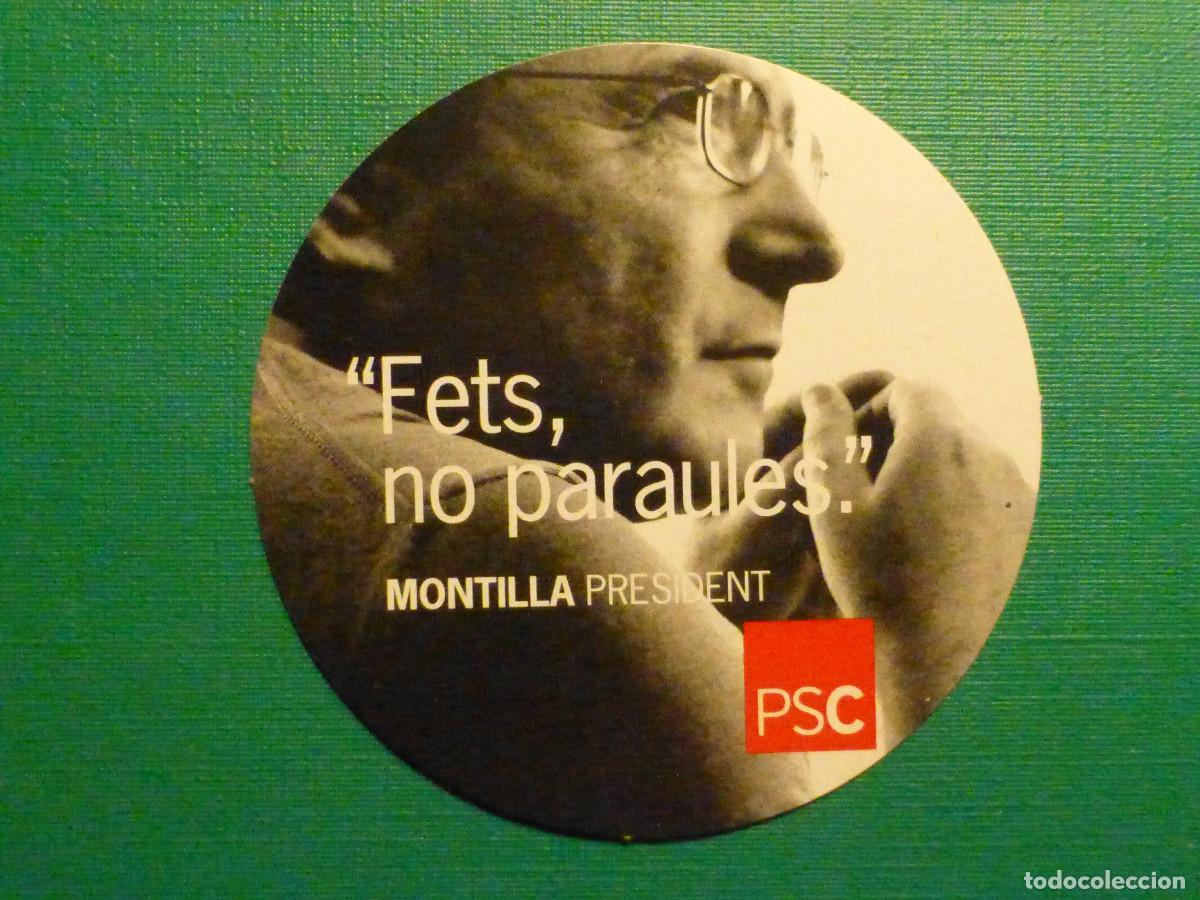 “Fets,
no paraules.”
MONTILLA PRESIDENT
PSC
todocoleccion